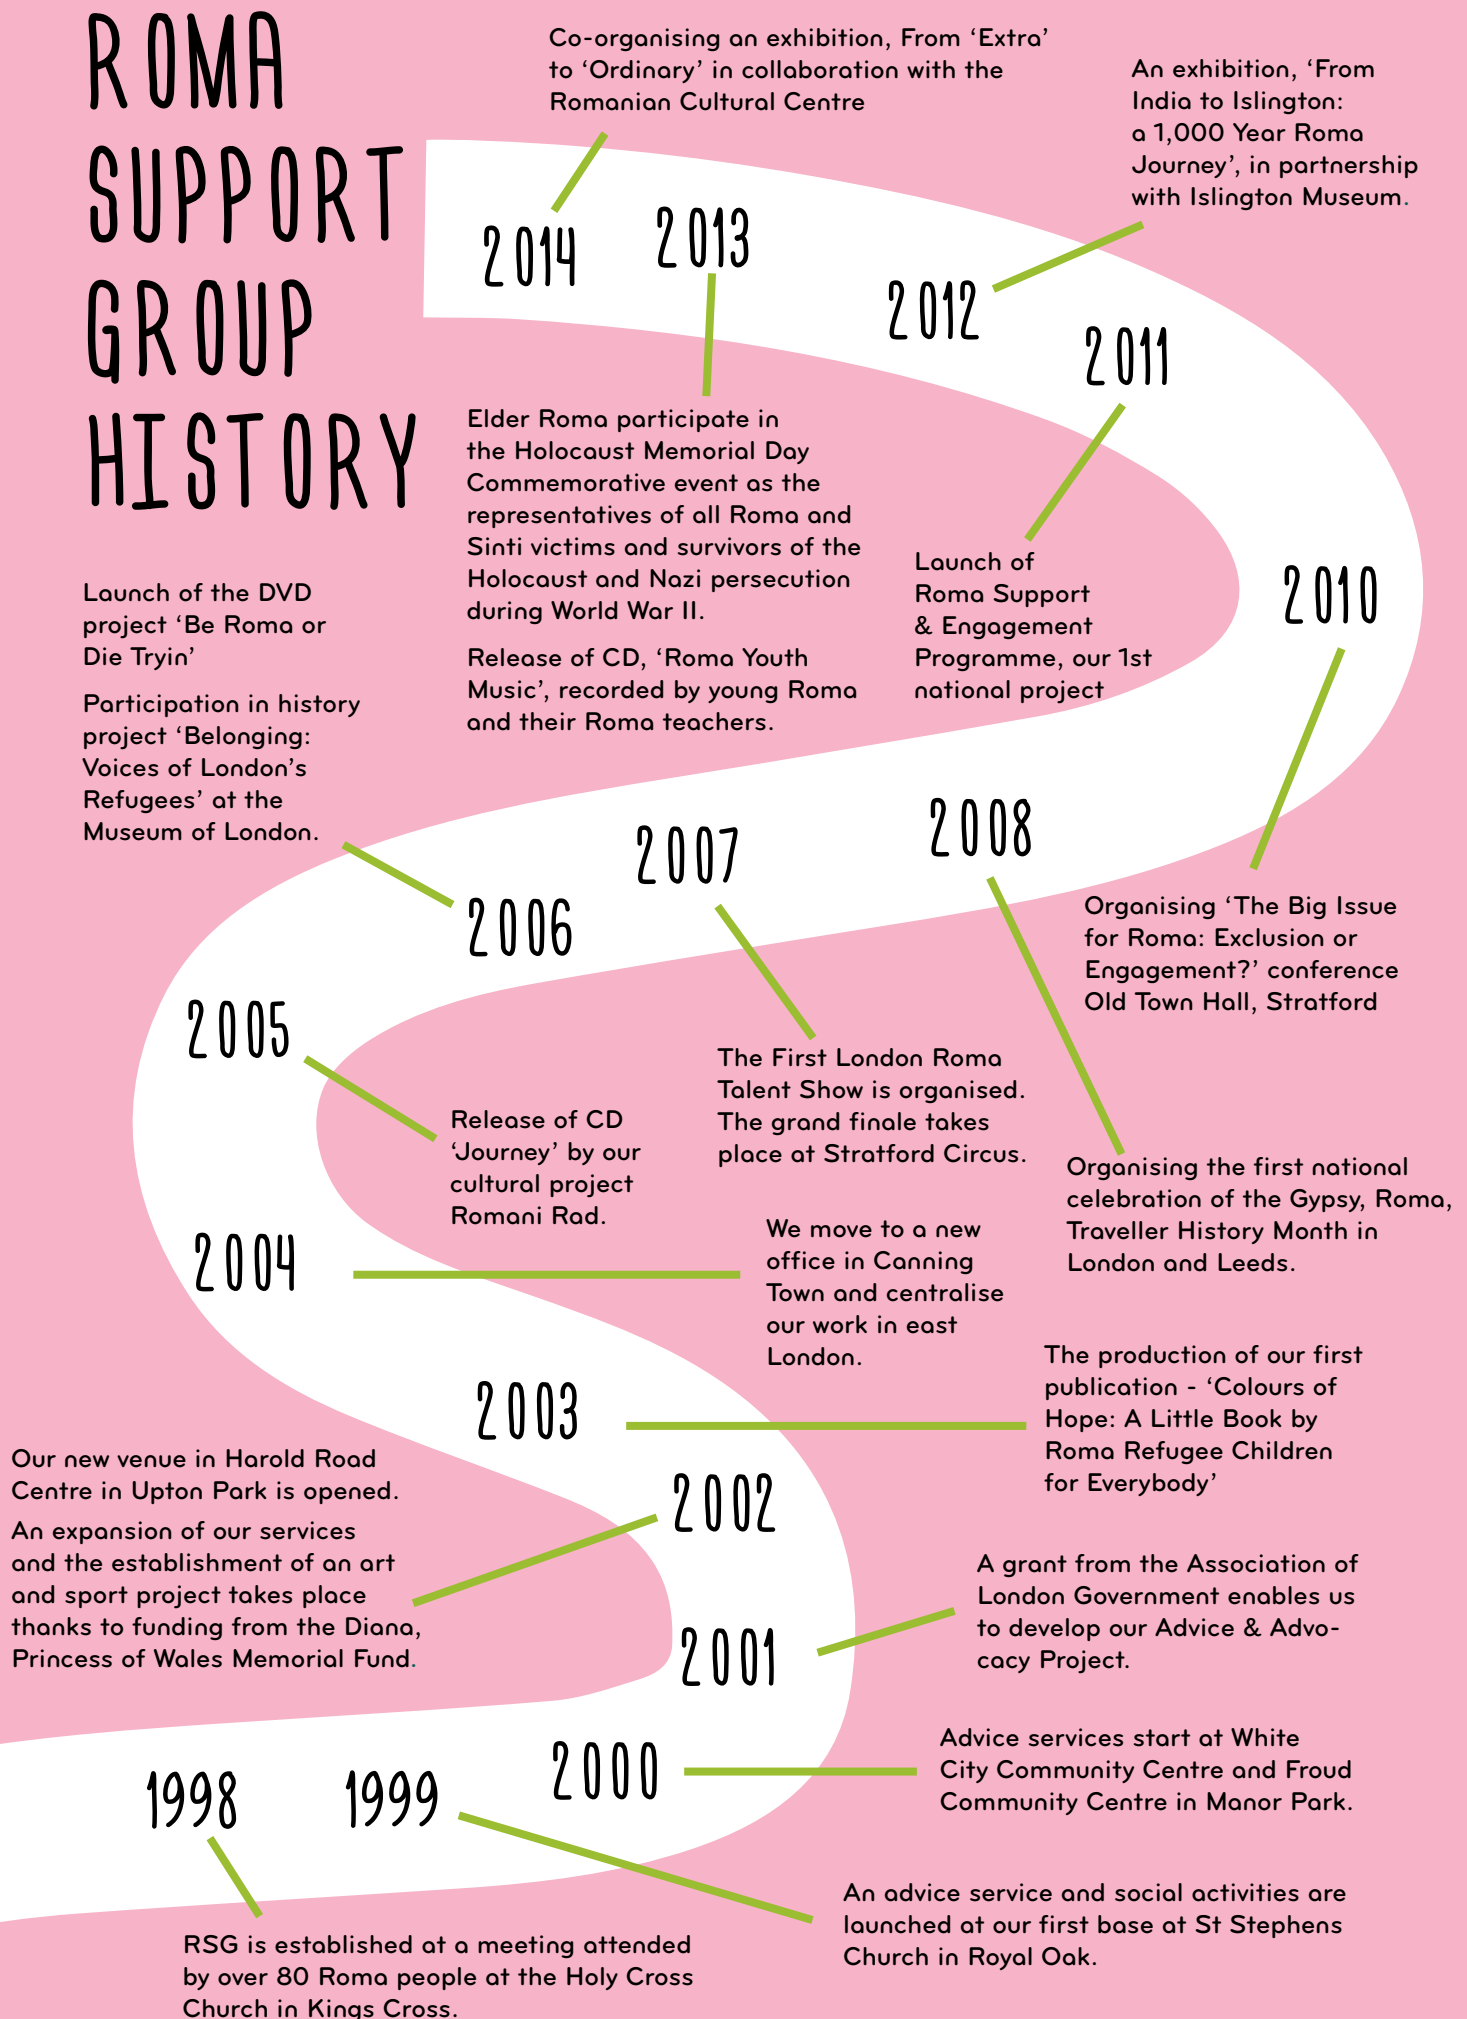 ROMA
SUPPORT
GROUP
HISTORY
Co-organising an exhibition, From ‘Extra’
to ‘Ordinary’ in collaboration with the
Romanian Cultural Centre
An exhibition, ‘From
India to Islington:
a 1,000 Year Roma
Journey’, in partnership
with Islington Museum.
2014
2013
2012
2011
2010
Elder Roma participate in
the Holocaust Memorial Day
Commemorative event as the
representatives of all Roma and
Sinti victims and survivors of the
Holocaust and Nazi persecution
during World War II.
Release of CD, ‘Roma Youth
Music’, recorded by young Roma
and their Roma teachers.
Launch of
Roma Support
& Engagement
Programme, our 1st
national project
Launch of the DVD
project ‘Be Roma or
Die Tryin’
Participation in history
project ‘Belonging:
Voices of London’s
Refugees’ at the
Museum of London.
2008
2007
2006
2005
Organising ‘The Big Issue
for Roma: Exclusion or
Engagement?’ conference
Old Town Hall, Stratford
The First London Roma
Talent Show is organised.
The grand finale takes
place at Stratford Circus.
Release of CD
‘Journey’ by our
cultural project
Romani Rad.
Organising the first national
celebration of the Gypsy, Roma,
Traveller History Month in
London and Leeds.
2004
We move to a new
office in Canning
Town and centralise
our work in east
London.
2003
The production of our first
publication - ‘Colours of
Hope: A Little Book by
Roma Refugee Children
for Everybody’
Our new venue in Harold Road
Centre in Upton Park is opened.
An expansion of our services
and the establishment of an art
and sport project takes place
thanks to funding from the Diana,
Princess of Wales Memorial Fund.
2002
2001
A grant from the Association of
London Government enables us
to develop our Advice & Advo-
cacy Project.
2000
Advice services start at White
City Community Centre and Froud
Community Centre in Manor Park.
1998
1999
An advice service and social activities are
launched at our first base at St Stephens
Church in Royal Oak.
RSG is established at a meeting attended
by over 80 Roma people at the Holy Cross
Church in Kings Cross.